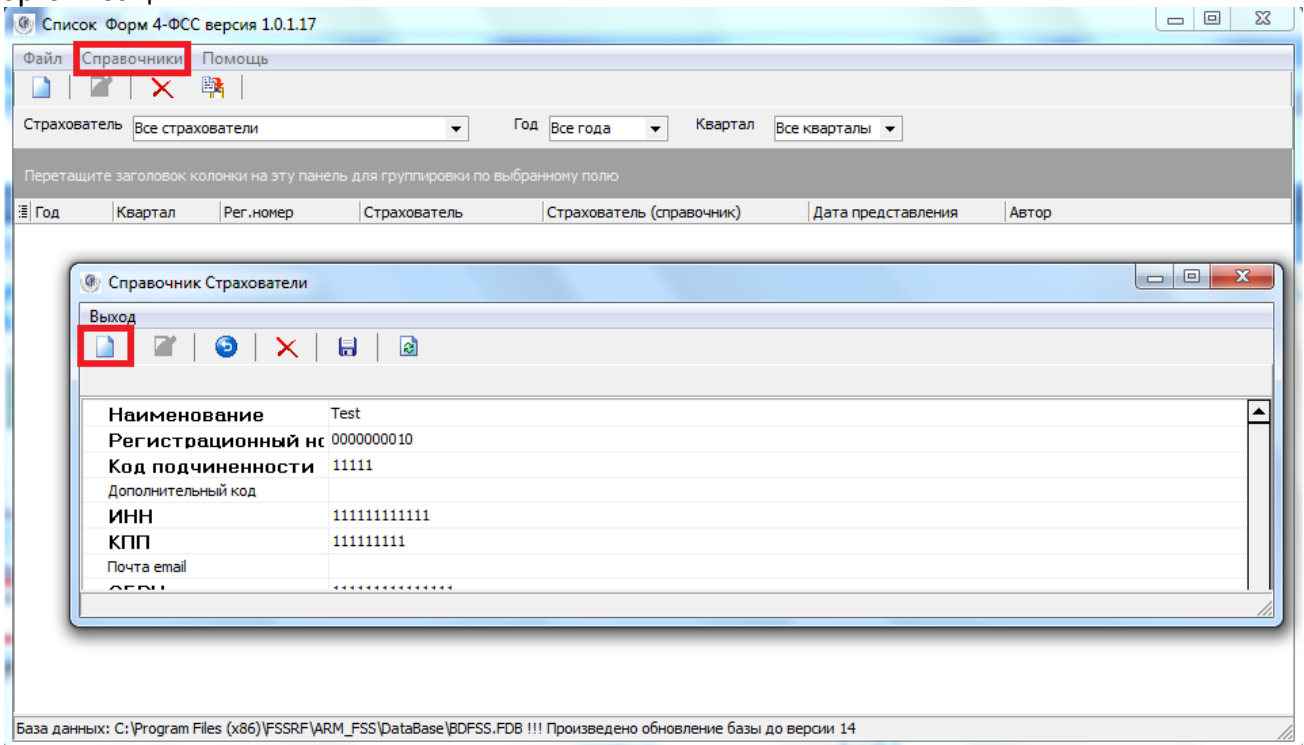 Список Форм 4-ФСС версия 1.0.1.17
Файл Справочники Помощь
Страхователь Все страхователи Год Все года Квартал Все кварталы
Перетащите заголовок колонки на эту панель для группировки по выбранному полю
Год Квартал Рег.номер Страхователь Страхователь (справочник) Дата представления Автор
Справочник Страхователи
Выход
Наименование Test
Регистрационный но 0000000010
Код подчиненности 11111
Дополнительный код
ИНН 111111111111
КПП 111111111
Почта email
База данных: C:\Program Files (x86)\FSSRF\ARM_FSS\DataBase\BDFSS.FDB !!! Произведено обновление базы до версии 14